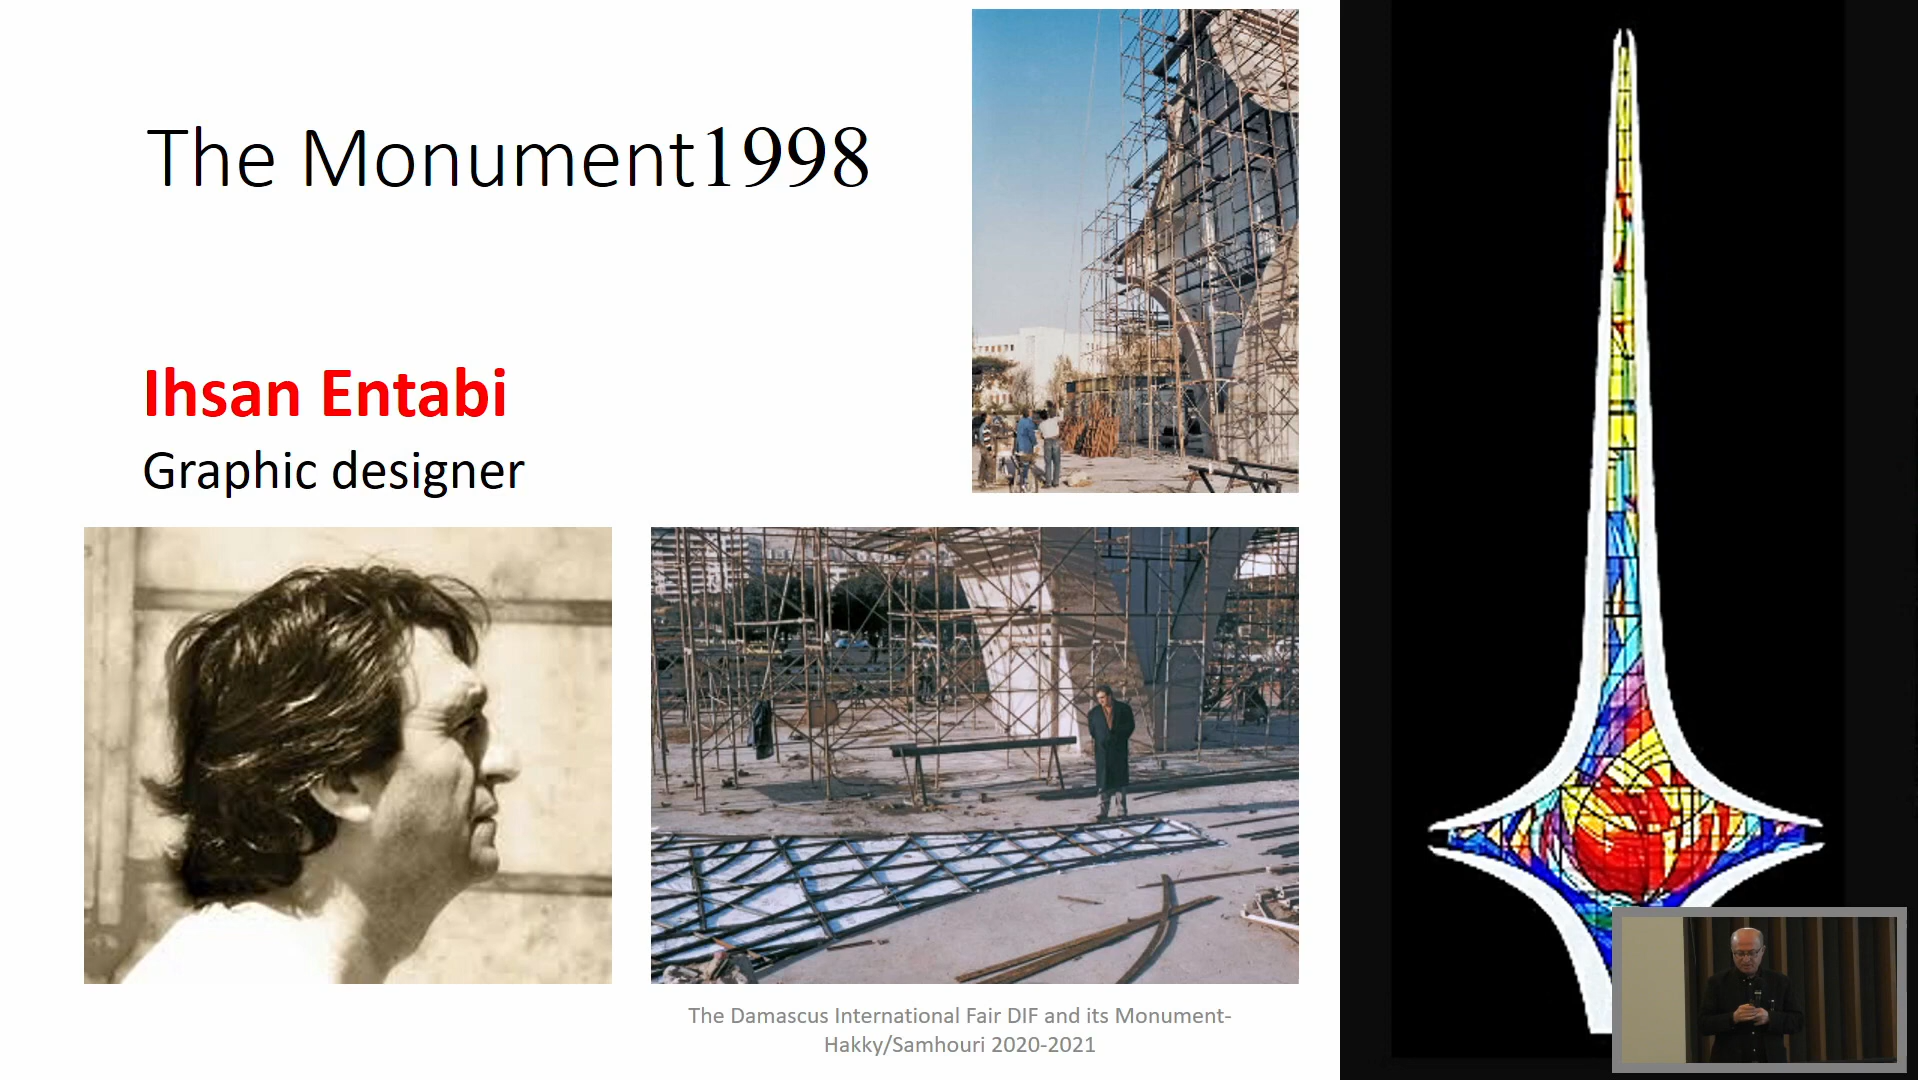 The Monument1998
Ihsan Entabi
Graphic designer
The Damascus International Fair DIF and its Monument-
Hakky/Samhouri 2020-2021